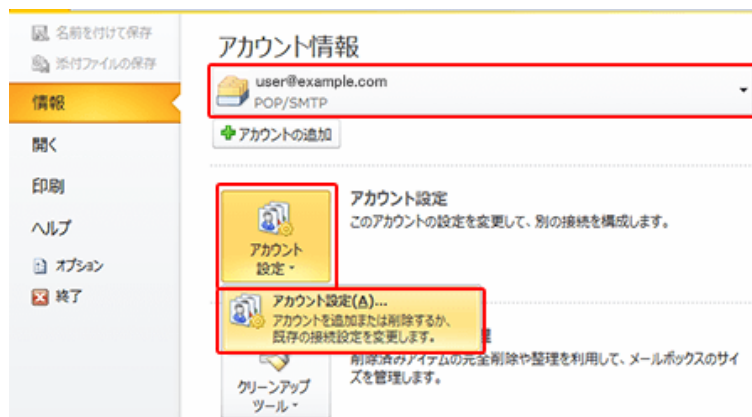 名前を付けて保存
添付ファイルの保存
情報
開く
印刷
ヘルプ
オプション
終了
アカウント情報
user@example.com
POP/SMTP
アカウントの追加
アカウント
設定
アカウント設定
このアカウントの設定を変更して、別の接続を構成します。
アカウント設定(A)...
アカウントを追加または削除するか、
既存の接続設定を変更します。
理
削除済みアイテムの完全削除や整理を利用して、メールボックスのサイ
ズを管理します。
クリーンアップ
ツール